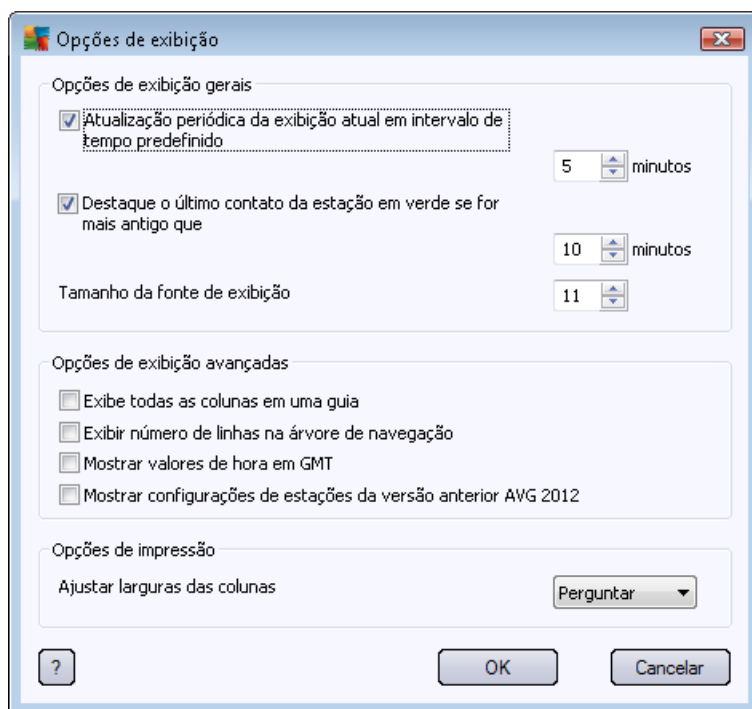 Opções de exibição
Opções de exibição gerais
Atualização periódica da exibição atual em intervalo de
tempo predefinido
5 minutos
Destaque o último contato da estação em verde se for
mais antigo que
10 minutos
Tamanho da fonte de exibição 11
Opções de exibição avançadas
Exibe todas as colunas em uma guia
Exibir número de linhas na árvore de navegação
Mostrar valores de hora em GMT
Mostrar configurações de estações da versão anterior AVG 2012
Opções de impressão
Ajustar larguras das colunas Perguntar
? OK Cancelar